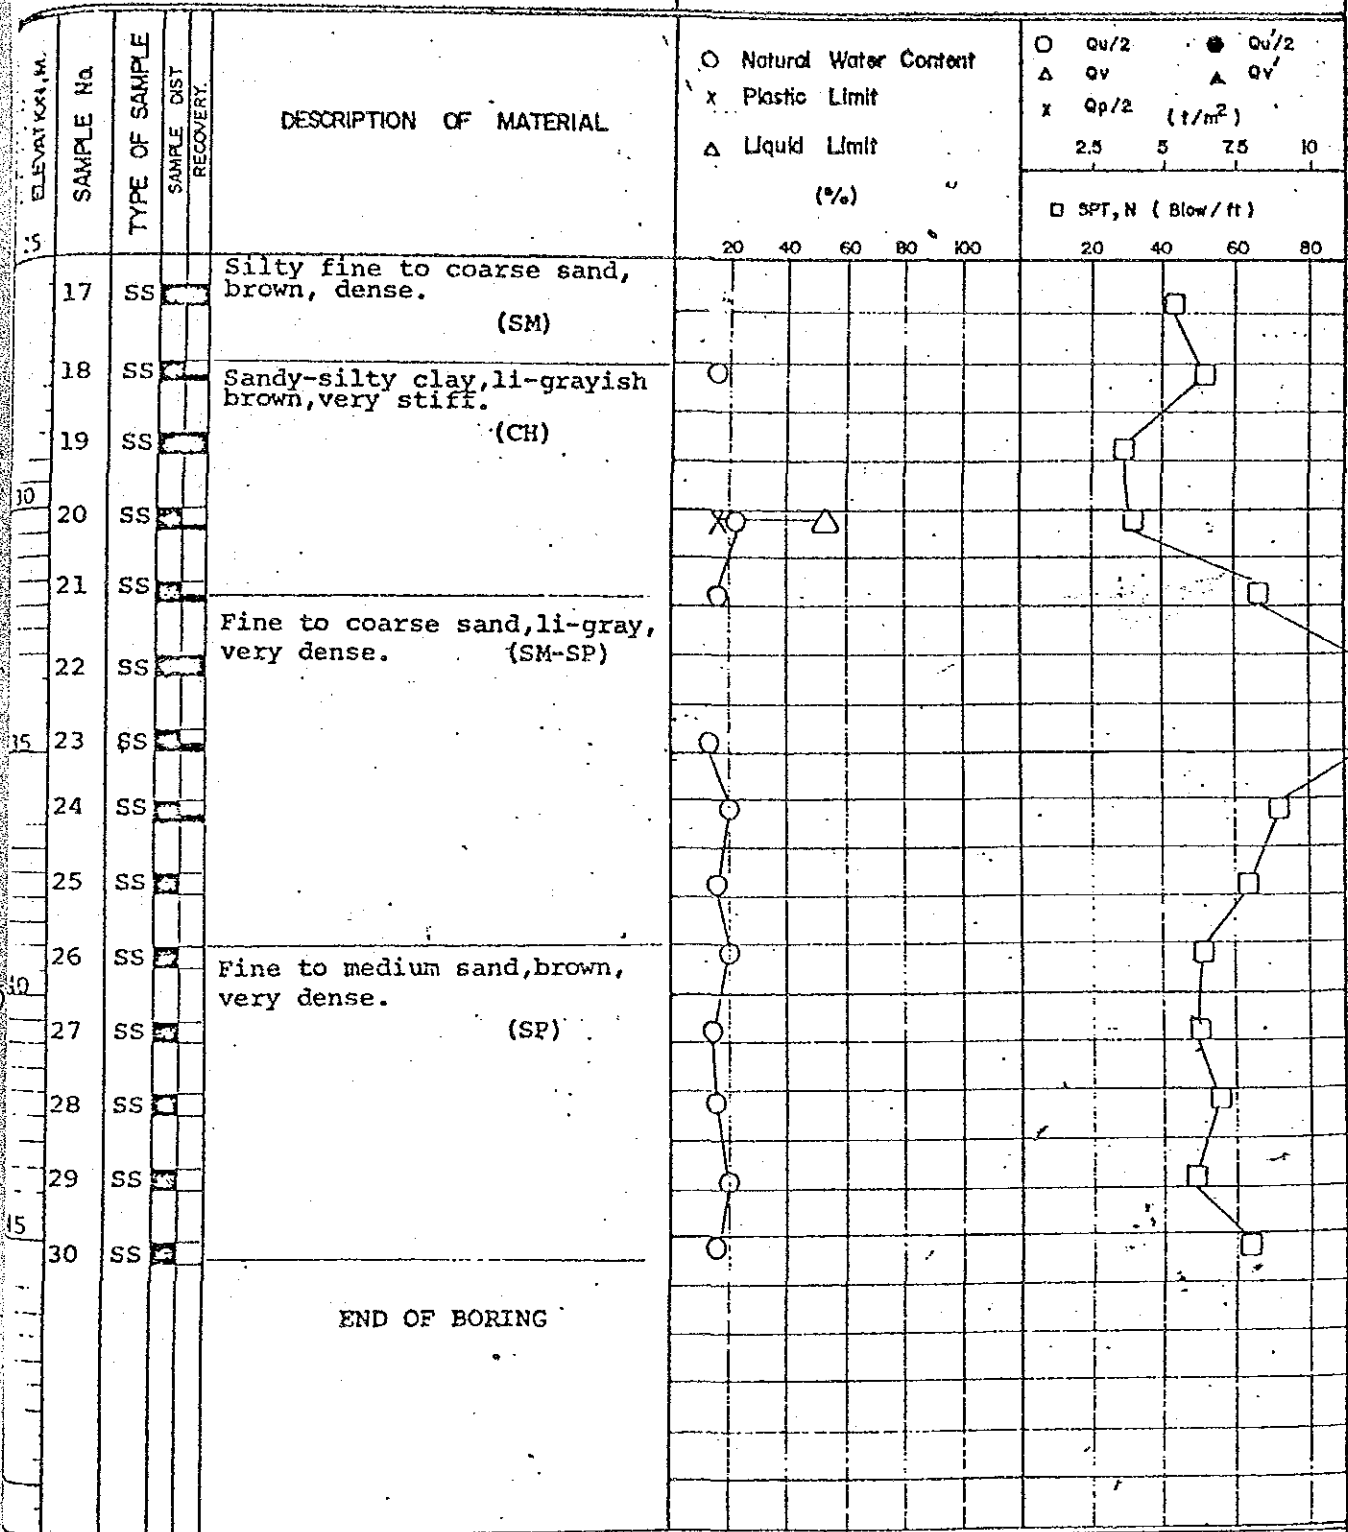 ELEVATION, M.
SAMPLE No.
TYPE OF SAMPLE
SAMPLE DIST
RECOVERY.
DESCRIPTION OF MATERIAL
○ Natural Water Content
x Plastic Limit
△ Liquid Limit
(%)
○ Qu/2 ● Qu'/2
△ Qv ▲ Qv'
x Qp/2 (t/m²)
2.5 5 7.5 10
□ SPT, N ( Blow / ft )
20 40 60 80 100
20 40 60 80
Silty fine to coarse sand,
17 SS brown, dense.
(SM)
18 SS
Sandy-silty clay,li-grayish
brown,very stiff.
(CH)
19 SS
20 SS
21 SS
Fine to coarse sand,li-gray,
very dense. (SM-SP)
22 SS
23 SS
24 SS
25 SS
26 SS
Fine to medium sand,brown,
very dense.
27 SS (SP)
28 SS
29 SS
30 SS
END OF BORING